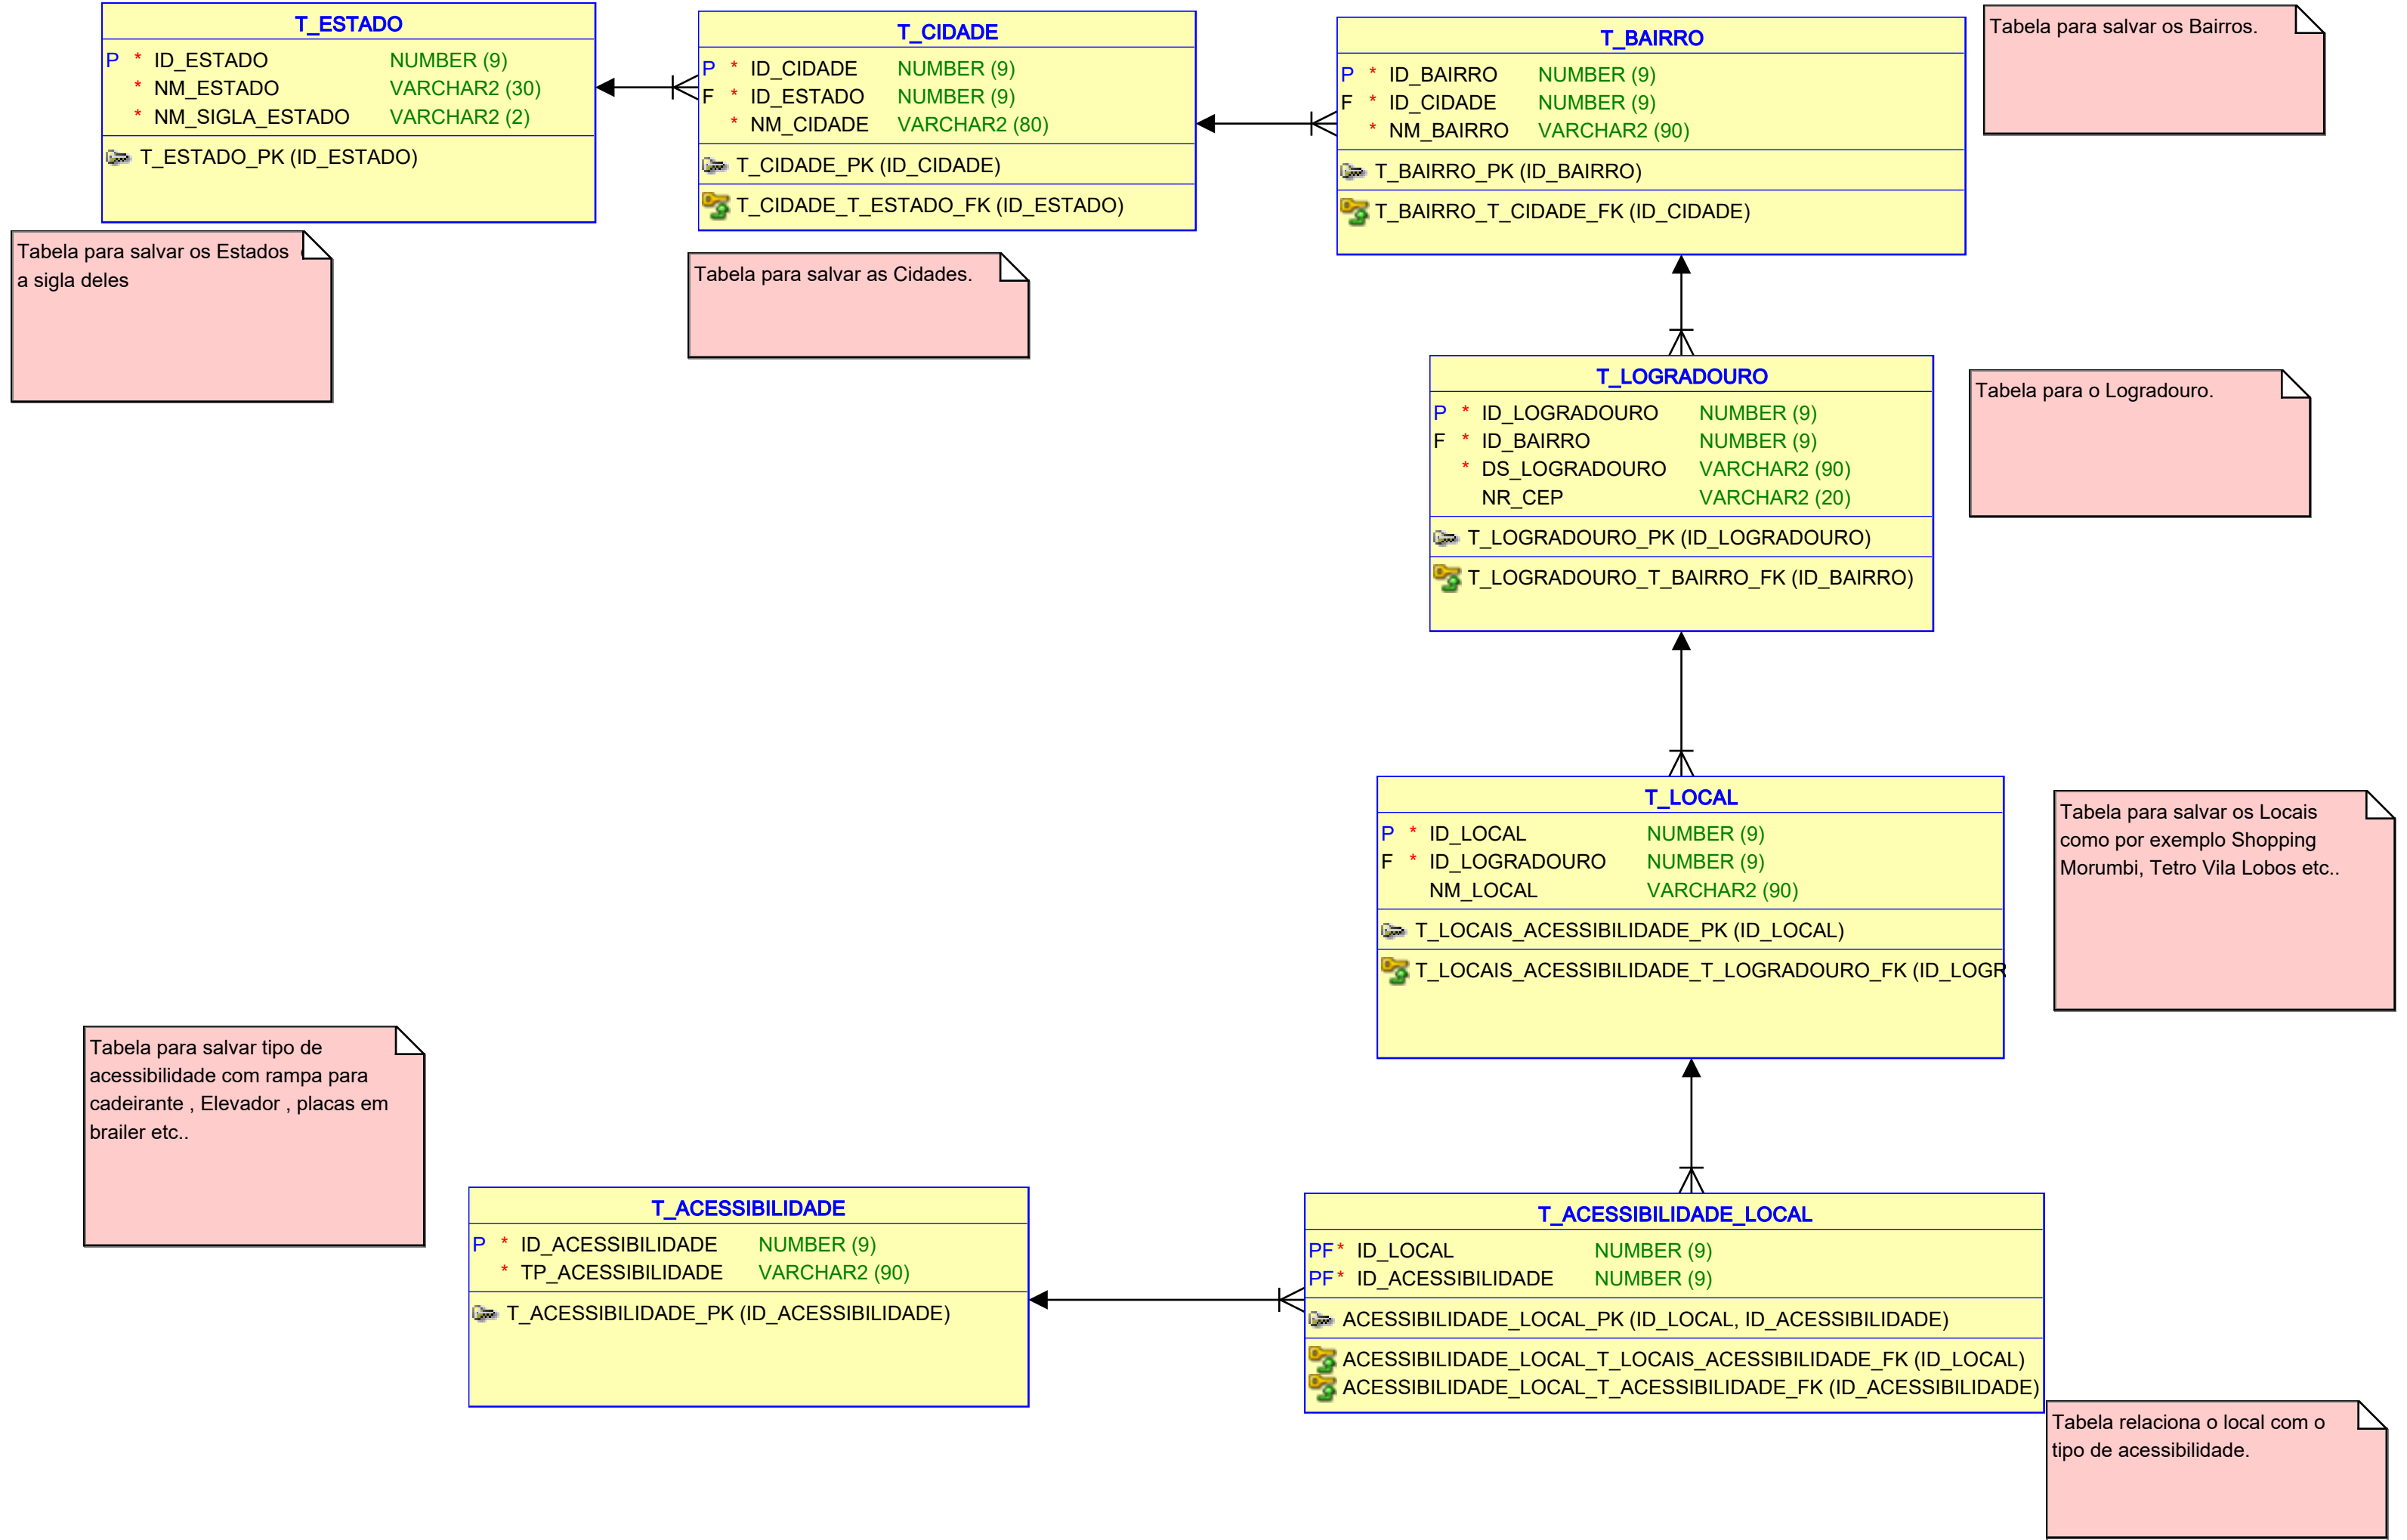 T_ESTADO
P * ID_ESTADO NUMBER (9)
* NM_ESTADO VARCHAR2 (30)
* NM_SIGLA_ESTADO VARCHAR2 (2)
T_ESTADO_PK (ID_ESTADO)
Tabela para salvar os Estados
a sigla deles
T_CIDADE
P * ID_CIDADE NUMBER (9)
F * ID_ESTADO NUMBER (9)
* NM_CIDADE VARCHAR2 (80)
T_CIDADE_PK (ID_CIDADE)
T_CIDADE_T_ESTADO_FK (ID_ESTADO)
Tabela para salvar as Cidades.
T_BAIRRO
P * ID_BAIRRO NUMBER (9)
F * ID_CIDADE NUMBER (9)
* NM_BAIRRO VARCHAR2 (90)
T_BAIRRO_PK (ID_BAIRRO)
T_BAIRRO_T_CIDADE_FK (ID_CIDADE)
Tabela para salvar os Bairros.
T_LOGRADOURO
P * ID_LOGRADOURO NUMBER (9)
F * ID_BAIRRO NUMBER (9)
* DS_LOGRADOURO VARCHAR2 (90)
NR_CEP VARCHAR2 (20)
T_LOGRADOURO_PK (ID_LOGRADOURO)
T_LOGRADOURO_T_BAIRRO_FK (ID_BAIRRO)
Tabela para o Logradouro.
T_LOCAL
P * ID_LOCAL NUMBER (9)
F * ID_LOGRADOURO NUMBER (9)
NM_LOCAL VARCHAR2 (90)
T_LOCAIS_ACESSIBILIDADE_PK (ID_LOCAL)
T_LOCAIS_ACESSIBILIDADE_T_LOGRADOURO_FK (ID_LOGR
Tabela para salvar os Locais
como por exemplo Shopping
Morumbi, Tetro Vila Lobos etc..
Tabela para salvar tipo de
acessibilidade com rampa para
cadeirante , Elevador , placas em
brailer etc..
T_ACESSIBILIDADE
P * ID_ACESSIBILIDADE NUMBER (9)
* TP_ACESSIBILIDADE VARCHAR2 (90)
T_ACESSIBILIDADE_PK (ID_ACESSIBILIDADE)
T_ACESSIBILIDADE_LOCAL
PF* ID_LOCAL NUMBER (9)
PF* ID_ACESSIBILIDADE NUMBER (9)
ACESSIBILIDADE_LOCAL_PK (ID_LOCAL, ID_ACESSIBILIDADE)
ACESSIBILIDADE_LOCAL_T_LOCAIS_ACESSIBILIDADE_FK (ID_LOCAL)
ACESSIBILIDADE_LOCAL_T_ACESSIBILIDADE_FK (ID_ACESSIBILIDADE)
Tabela relaciona o local com o
tipo de acessibilidade.